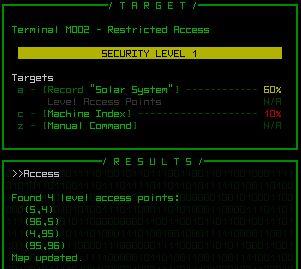 / T A R G E T /
Terminal M002 - Restricted Access
SECURITY LEVEL 1
Targets
a - [Record "Solar System"] ---------- 60%
Level Access Points N/A
c - [Machine Index] ---------- 10%
z - [Manual Command] N/A
/ R E S U L T S /
>>Access
Found 4 level access points:
(5,4)
(96,5)
(4,95)
(95,96)
Map updated.